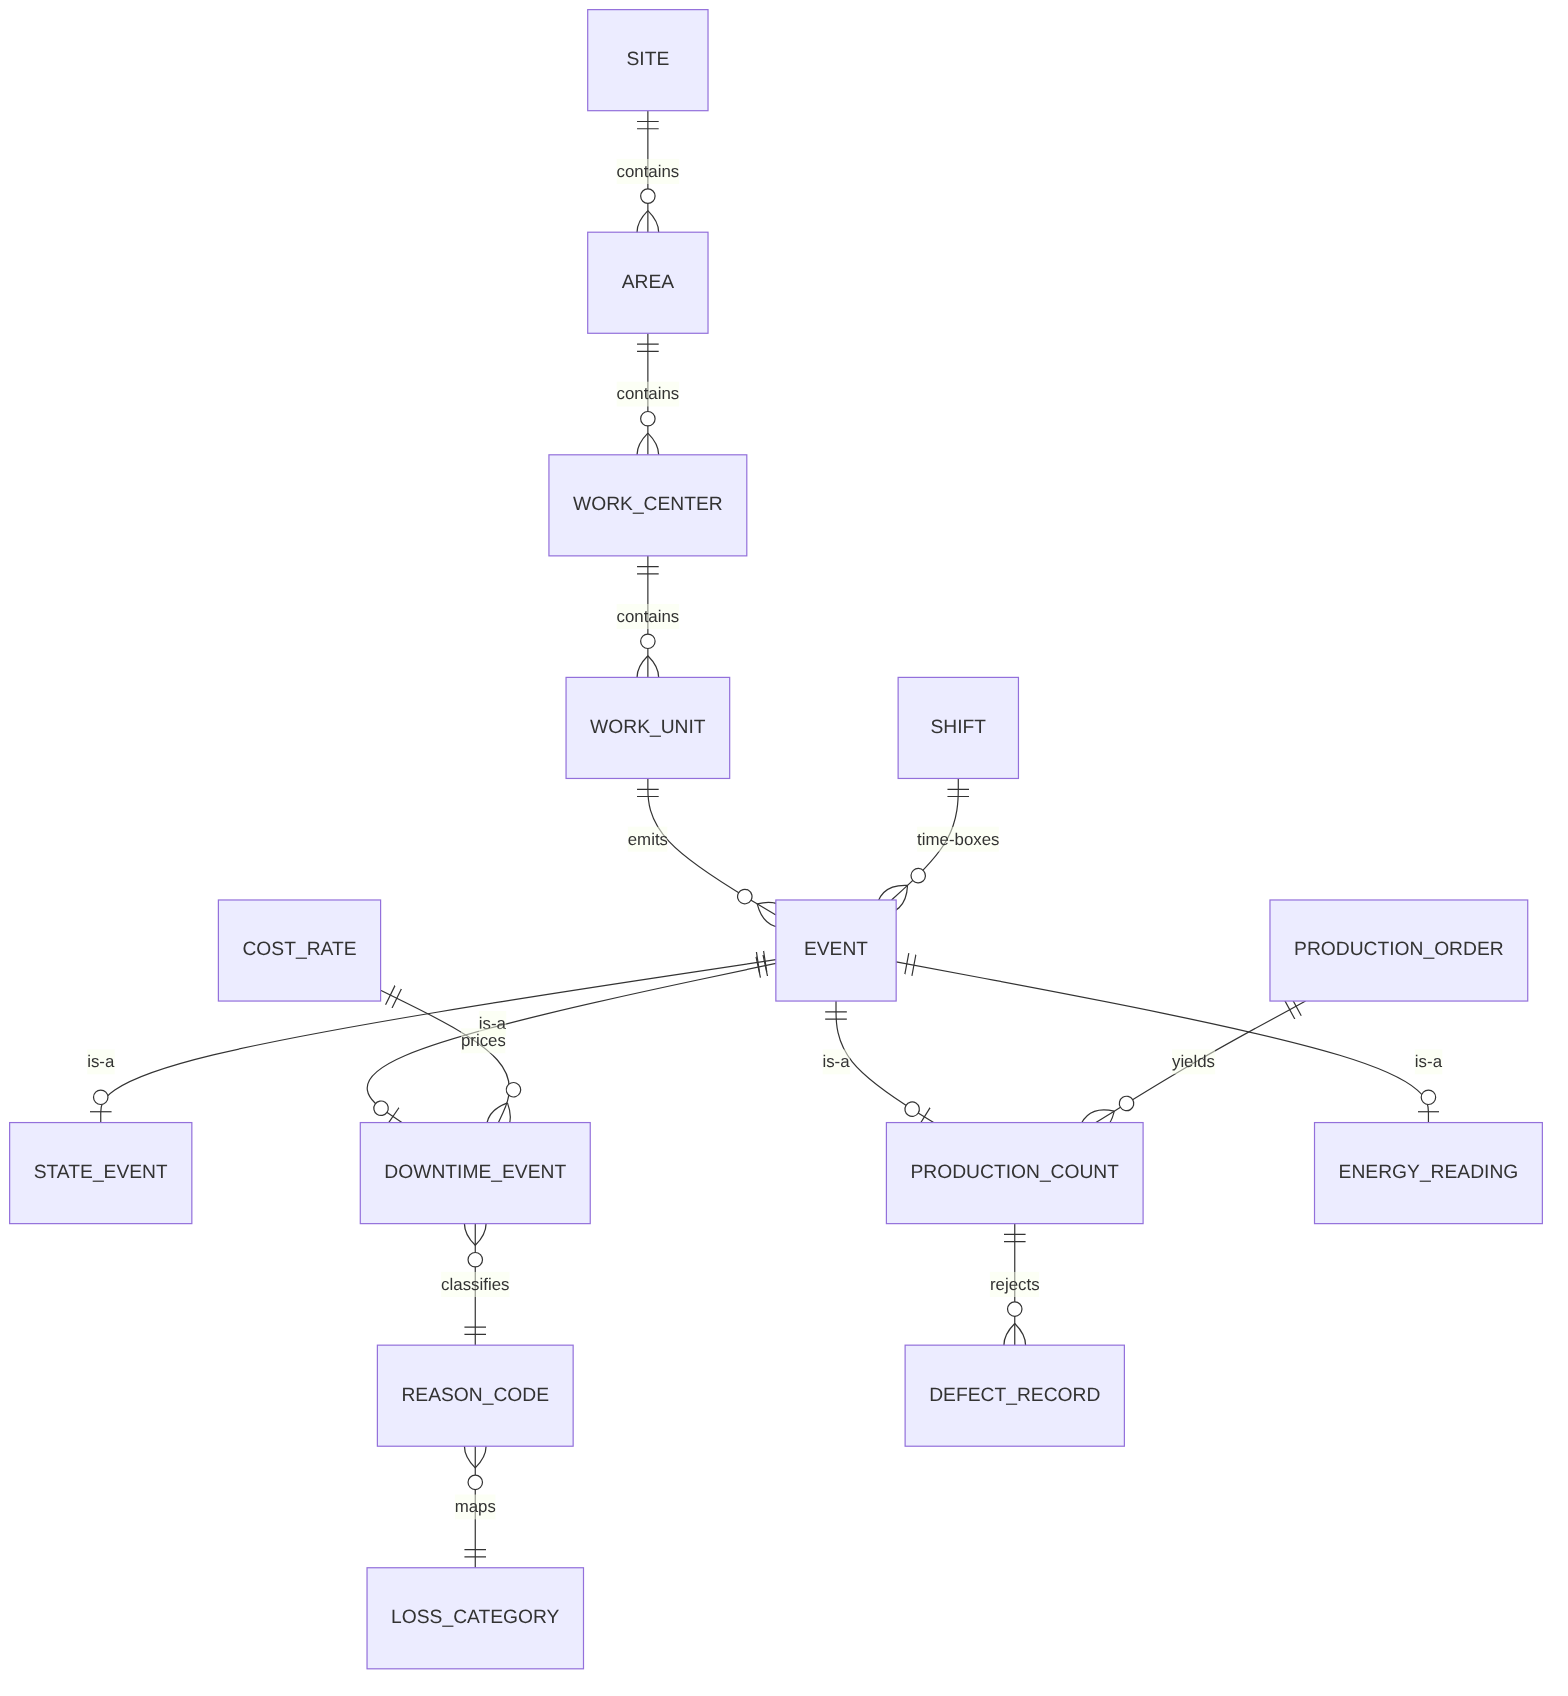 SITE
contains
AREA
contains
WORK_CENTER
contains
WORK_UNIT
SHIFT
emits
time-boxes
COST_RATE
EVENT
PRODUCTION_ORDER
is-a
prices
is-a
is-a
yields
is-a
STATE_EVENT
DOWNTIME_EVENT
PRODUCTION_COUNT
ENERGY_READING
classifies
rejects
REASON_CODE
DEFECT_RECORD
maps
LOSS_CATEGORY